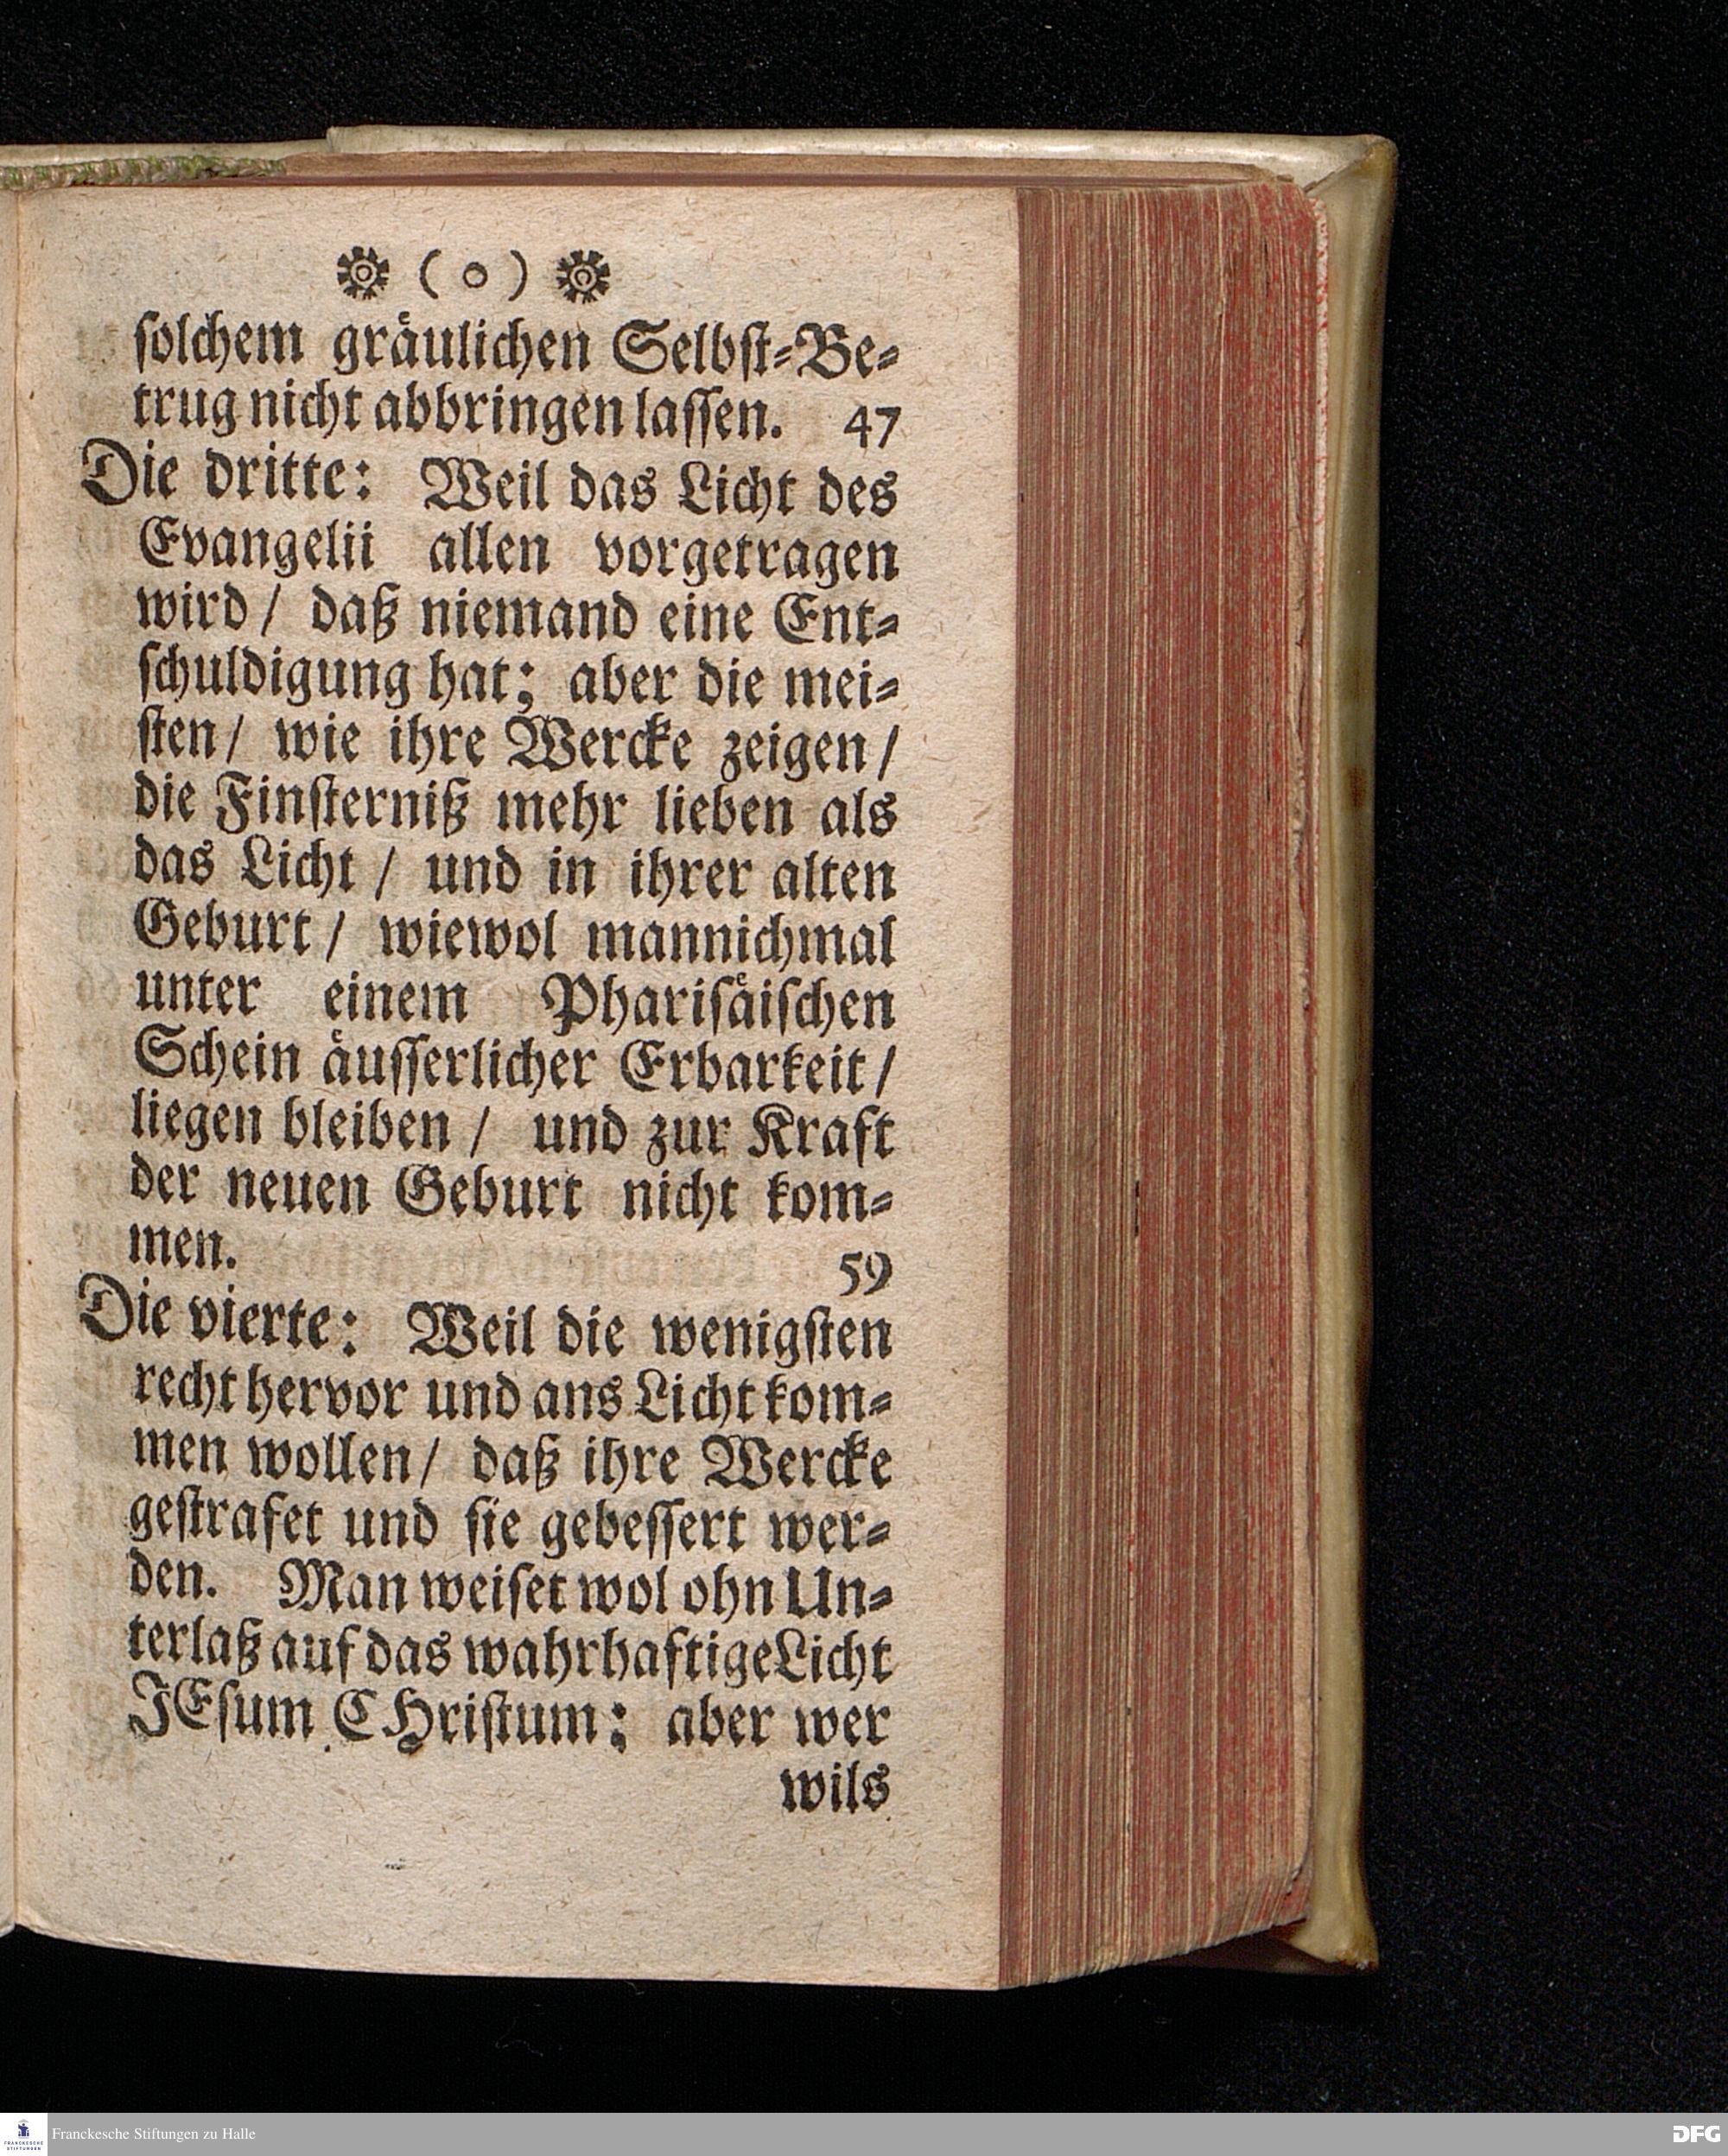 ( o )
ſolchem gräulichen Selbſt-Be-
trug nicht abbringen laſſen. 47
Die dritte: Weil das Licht des
Evangelii allen vorgetragen
wird / daß niemand eine Ent-
ſchuldigung hat; aber die mei-
ſten / wie ihre Wercke zeigen /
die Finſterniß mehr lieben als
das Licht / und in ihrer alten
Geburt / wiewol mannichmal
unter einem Phariſäiſchen
Schein äuſſerlicher Erbarkeit /
liegen bleiben / und zur Kraft
der neuen Geburt nicht kom-
men. 59
Die vierte: Weil die wenigſten
recht hervor und ans Licht kom-
men wollen / daß ihre Wercke
geſtrafet und ſie gebeſſert wer-
den. Man weiſet wol ohn Un-
terlaß auf das wahrhaftige Licht
JEſum CHriſtum; aber wer
wils
FRANCKESCHE
STIFTUNGEN
Franckesche Stiftungen zu Halle
DFG